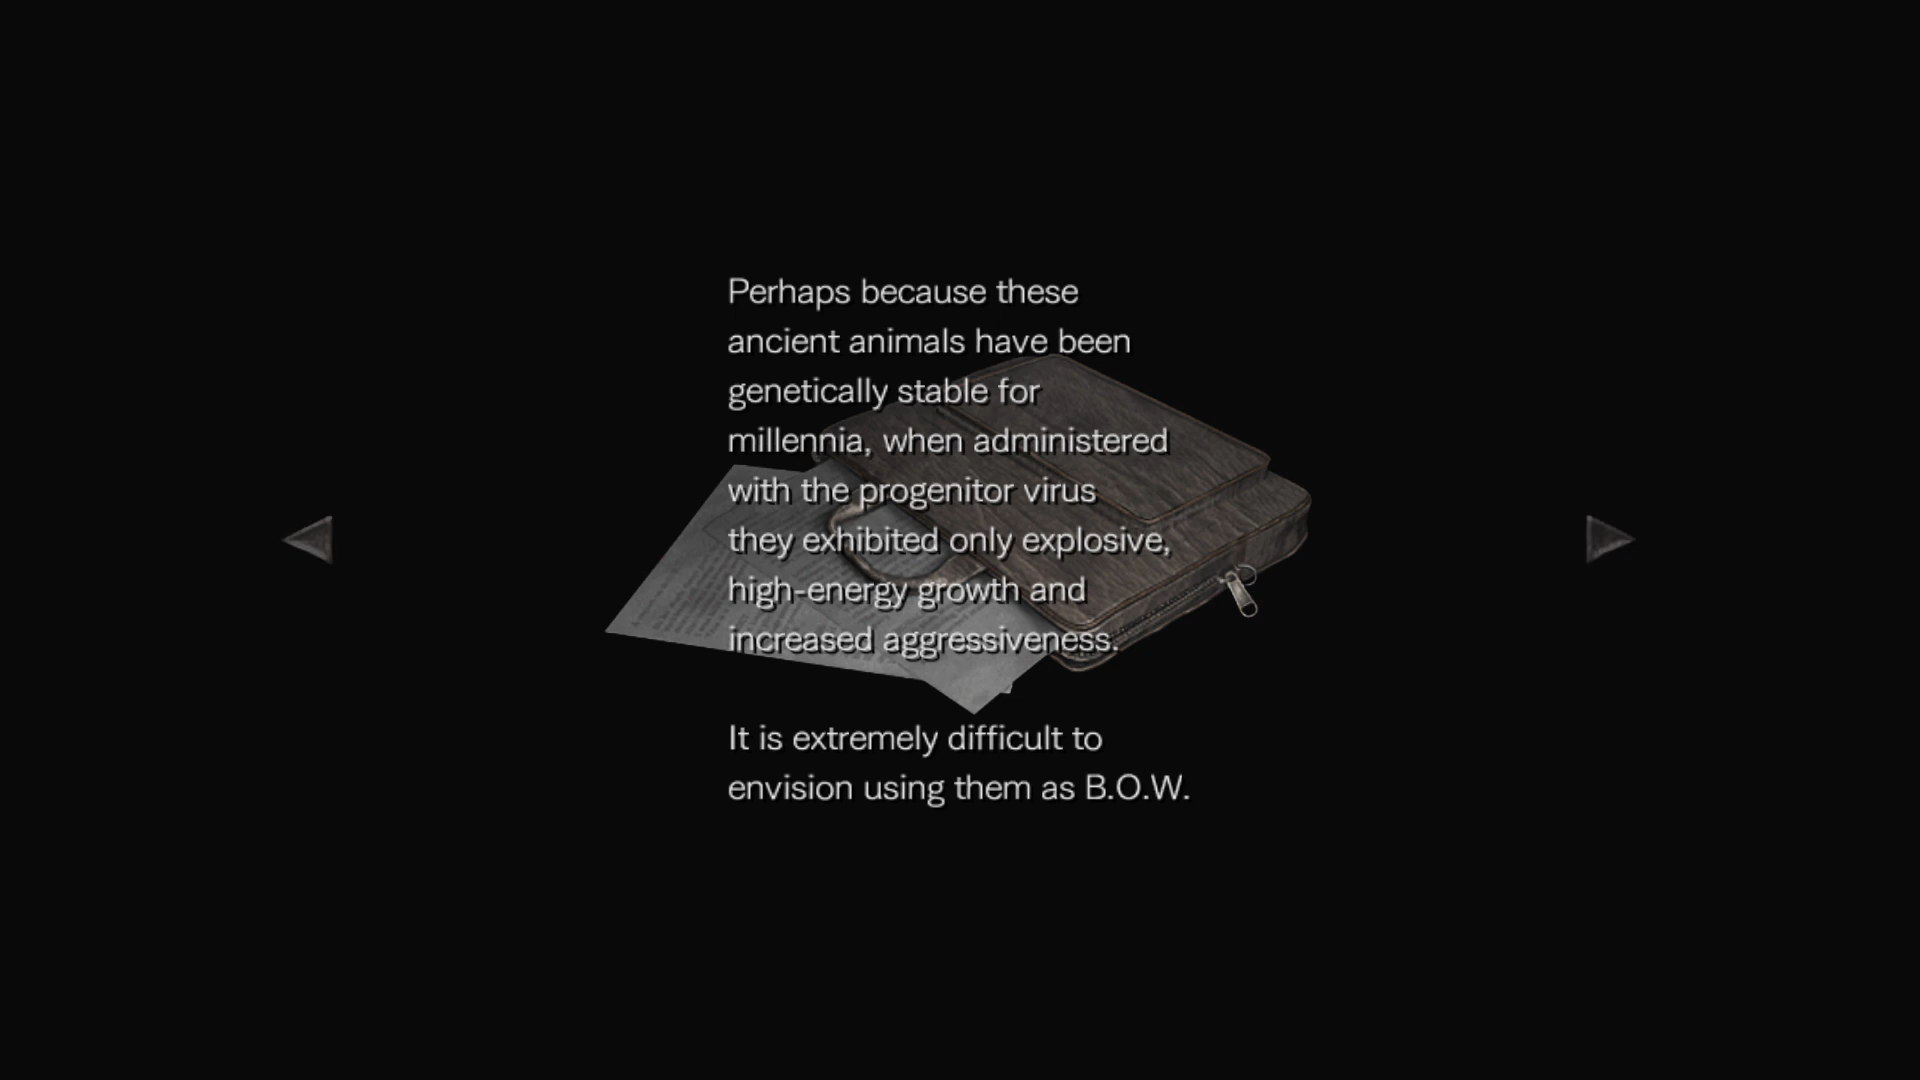 Perhaps because these
ancient animals have been
genetically stable for
millennia, when administered
with the progenitor virus
they exhibited only explosive,
high-energy growth and
increased aggressiveness.
It is extremely difficult to
envision using them as B.O.W.